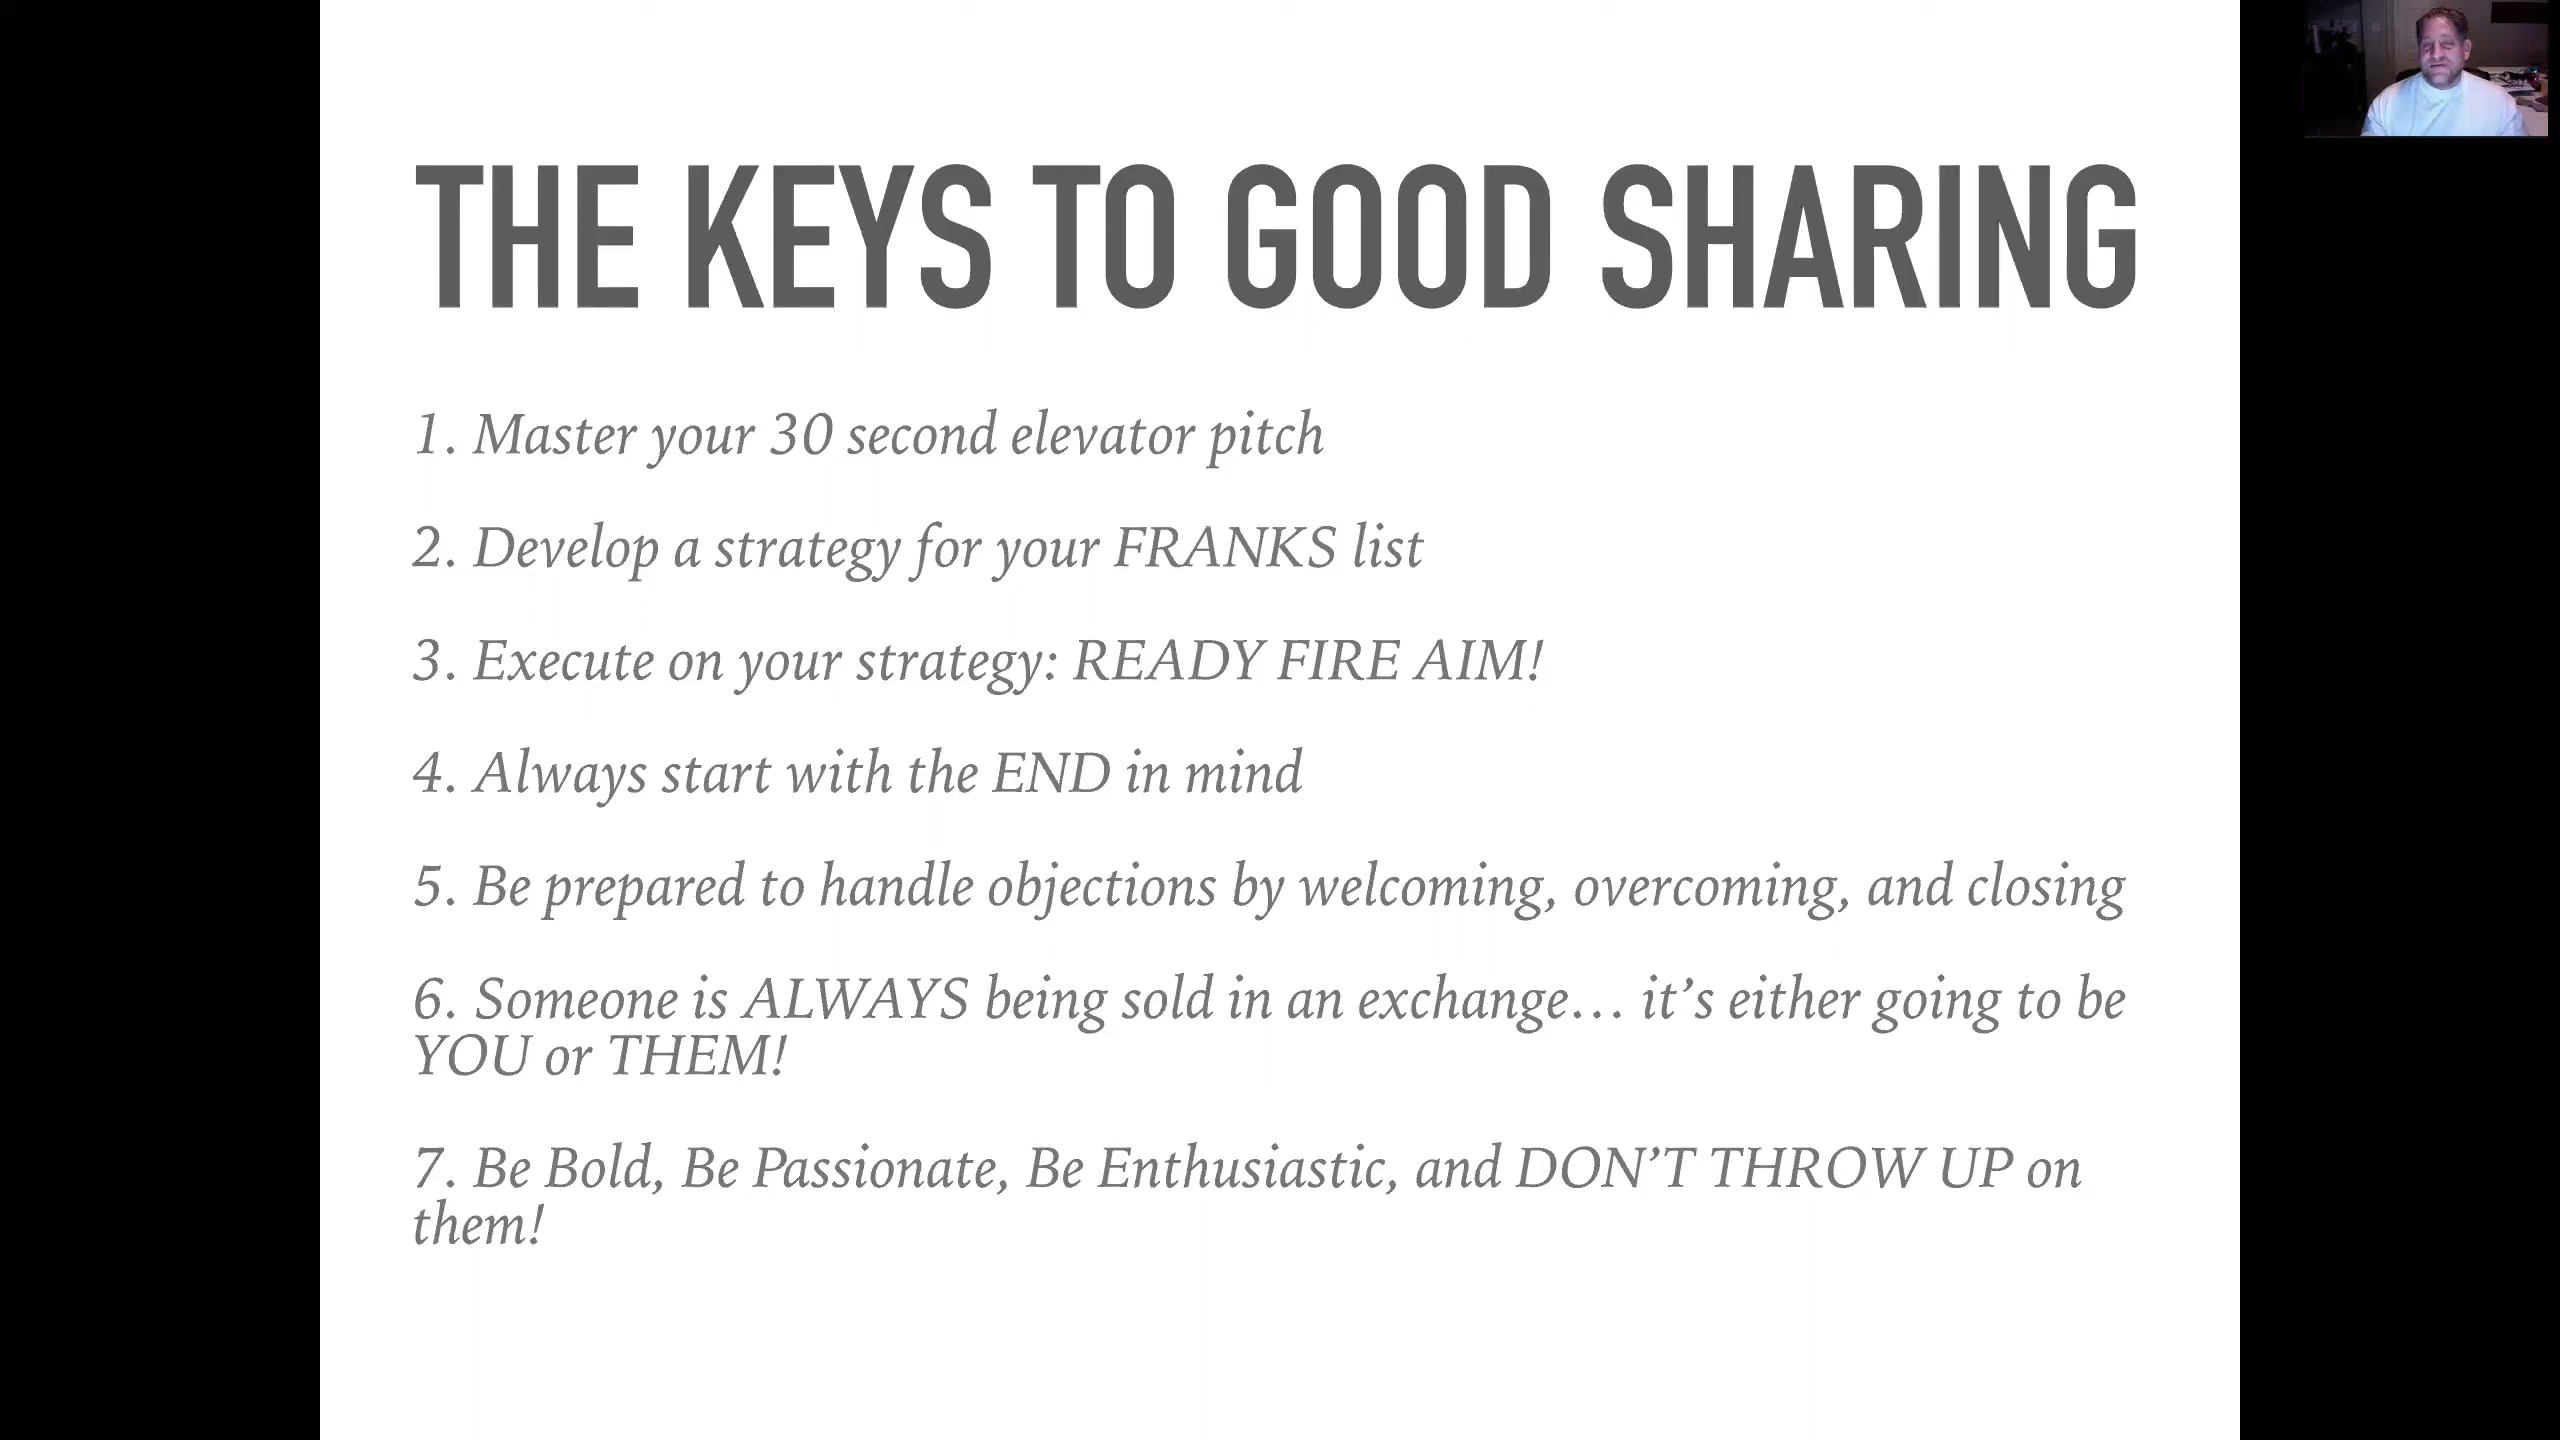 THE KEYS TO GOOD SHARING
1. Master your 30 second elevator pitch
2. Develop a strategy for your FRANKS list
3. Execute on your strategy: READY FIRE AIM!
4. Always start with the END in mind
5. Be prepared to handle objections by welcoming, overcoming, and closing
6. Someone is ALWAYS being sold in an exchange… it’s either going to be
YOU or THEM!
7. Be Bold, Be Passionate, Be Enthusiastic, and DON’T THROW UP on
them!